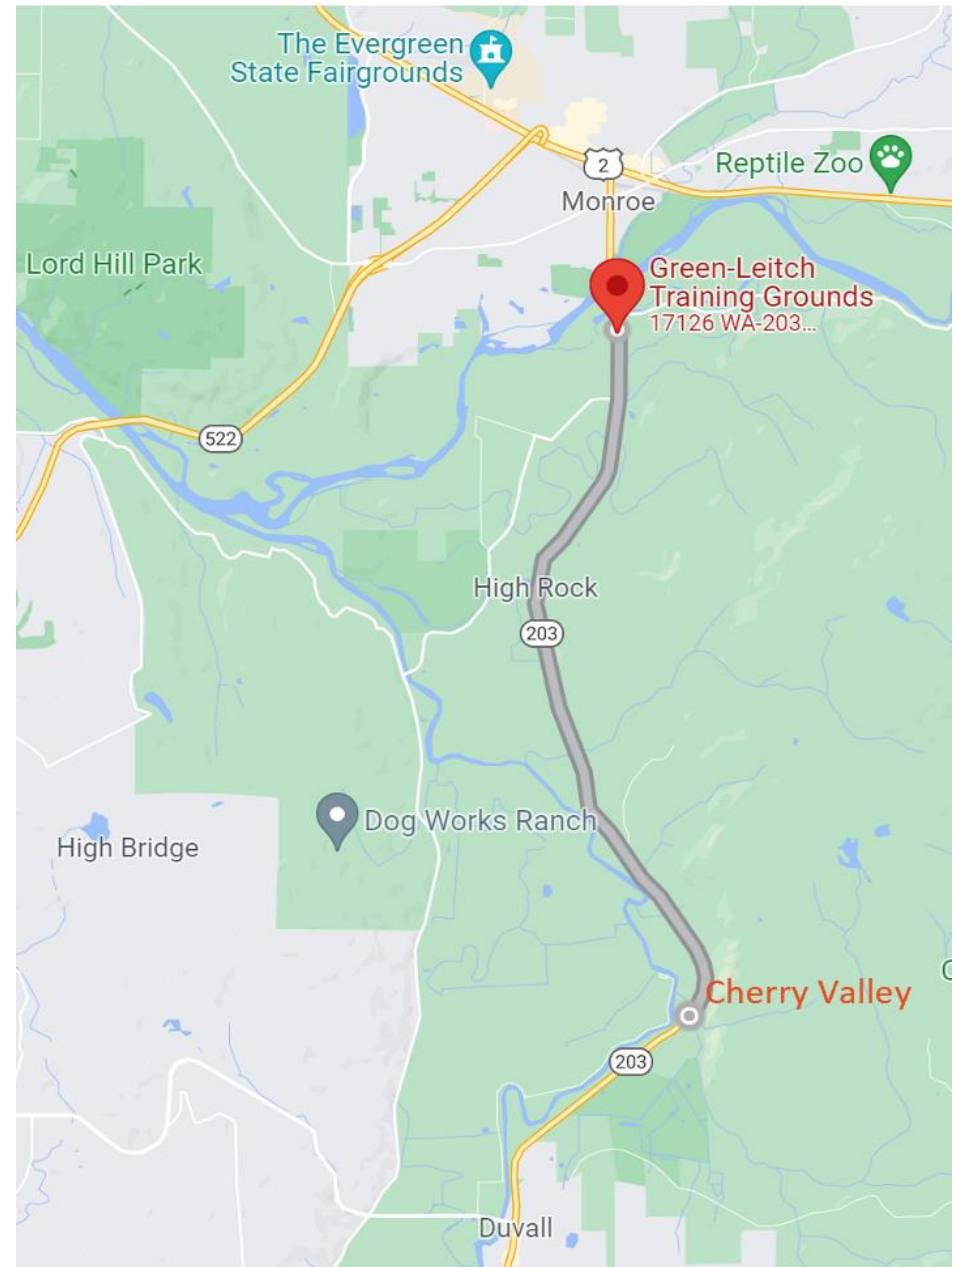 The Evergreen
State Fairgrounds
2
Reptile Zoo
Monroe
Lord Hill Park
Green-Leitch
Training Grounds
17126 WA-203...
522
High Rock
203
Dog Works Ranch
High Bridge
Cherry Valley
203
Duvall